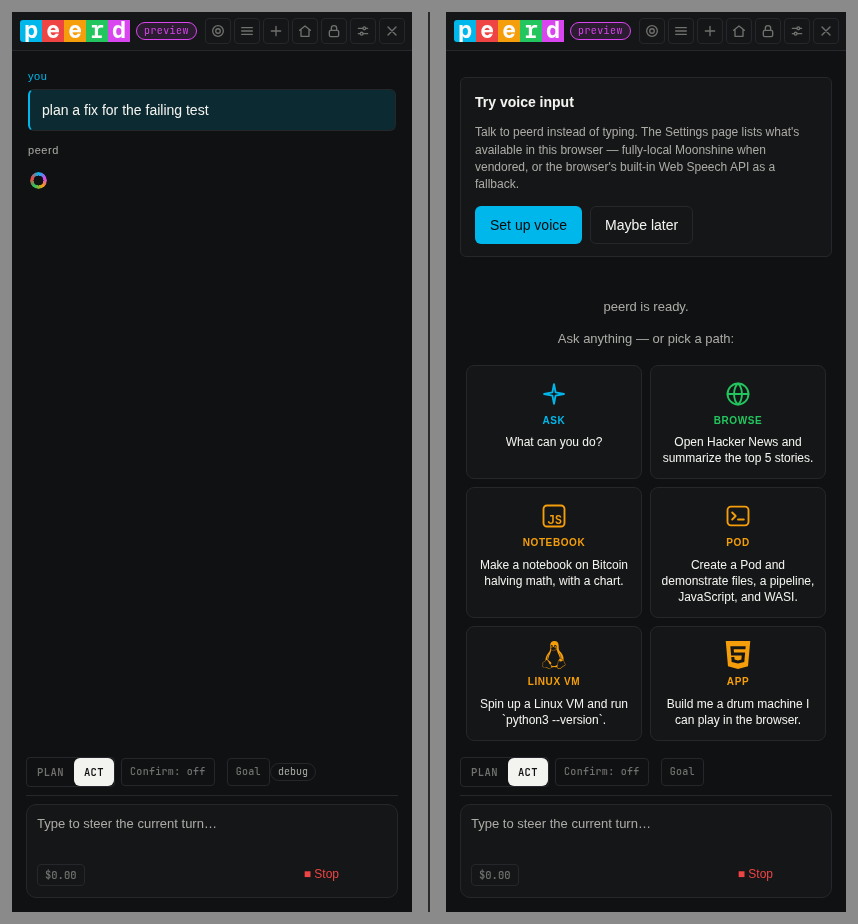 peerd preview
you
plan a fix for the failing test
peerd
PLAN ACT Confirm: off Goal debug
Type to steer the current turn…
$0.00 ■ Stop
peerd preview
Try voice input
Talk to peerd instead of typing. The Settings page lists what's
available in this browser — fully-local Moonshine when
vendored, or the browser's built-in Web Speech API as a
fallback.
Set up voice Maybe later
peerd is ready.
Ask anything — or pick a path:
ASK
What can you do?
BROWSE
Open Hacker News and
summarize the top 5 stories.
JS
NOTEBOOK
Make a notebook on Bitcoin
halving math, with a chart.
POD
Create a Pod and
demonstrate files, a pipeline,
JavaScript, and WASI.
LINUX VM
Spin up a Linux VM and run
`python3 --version`.
5
APP
Build me a drum machine I
can play in the browser.
PLAN ACT Confirm: off Goal
Type to steer the current turn…
$0.00 ■ Stop